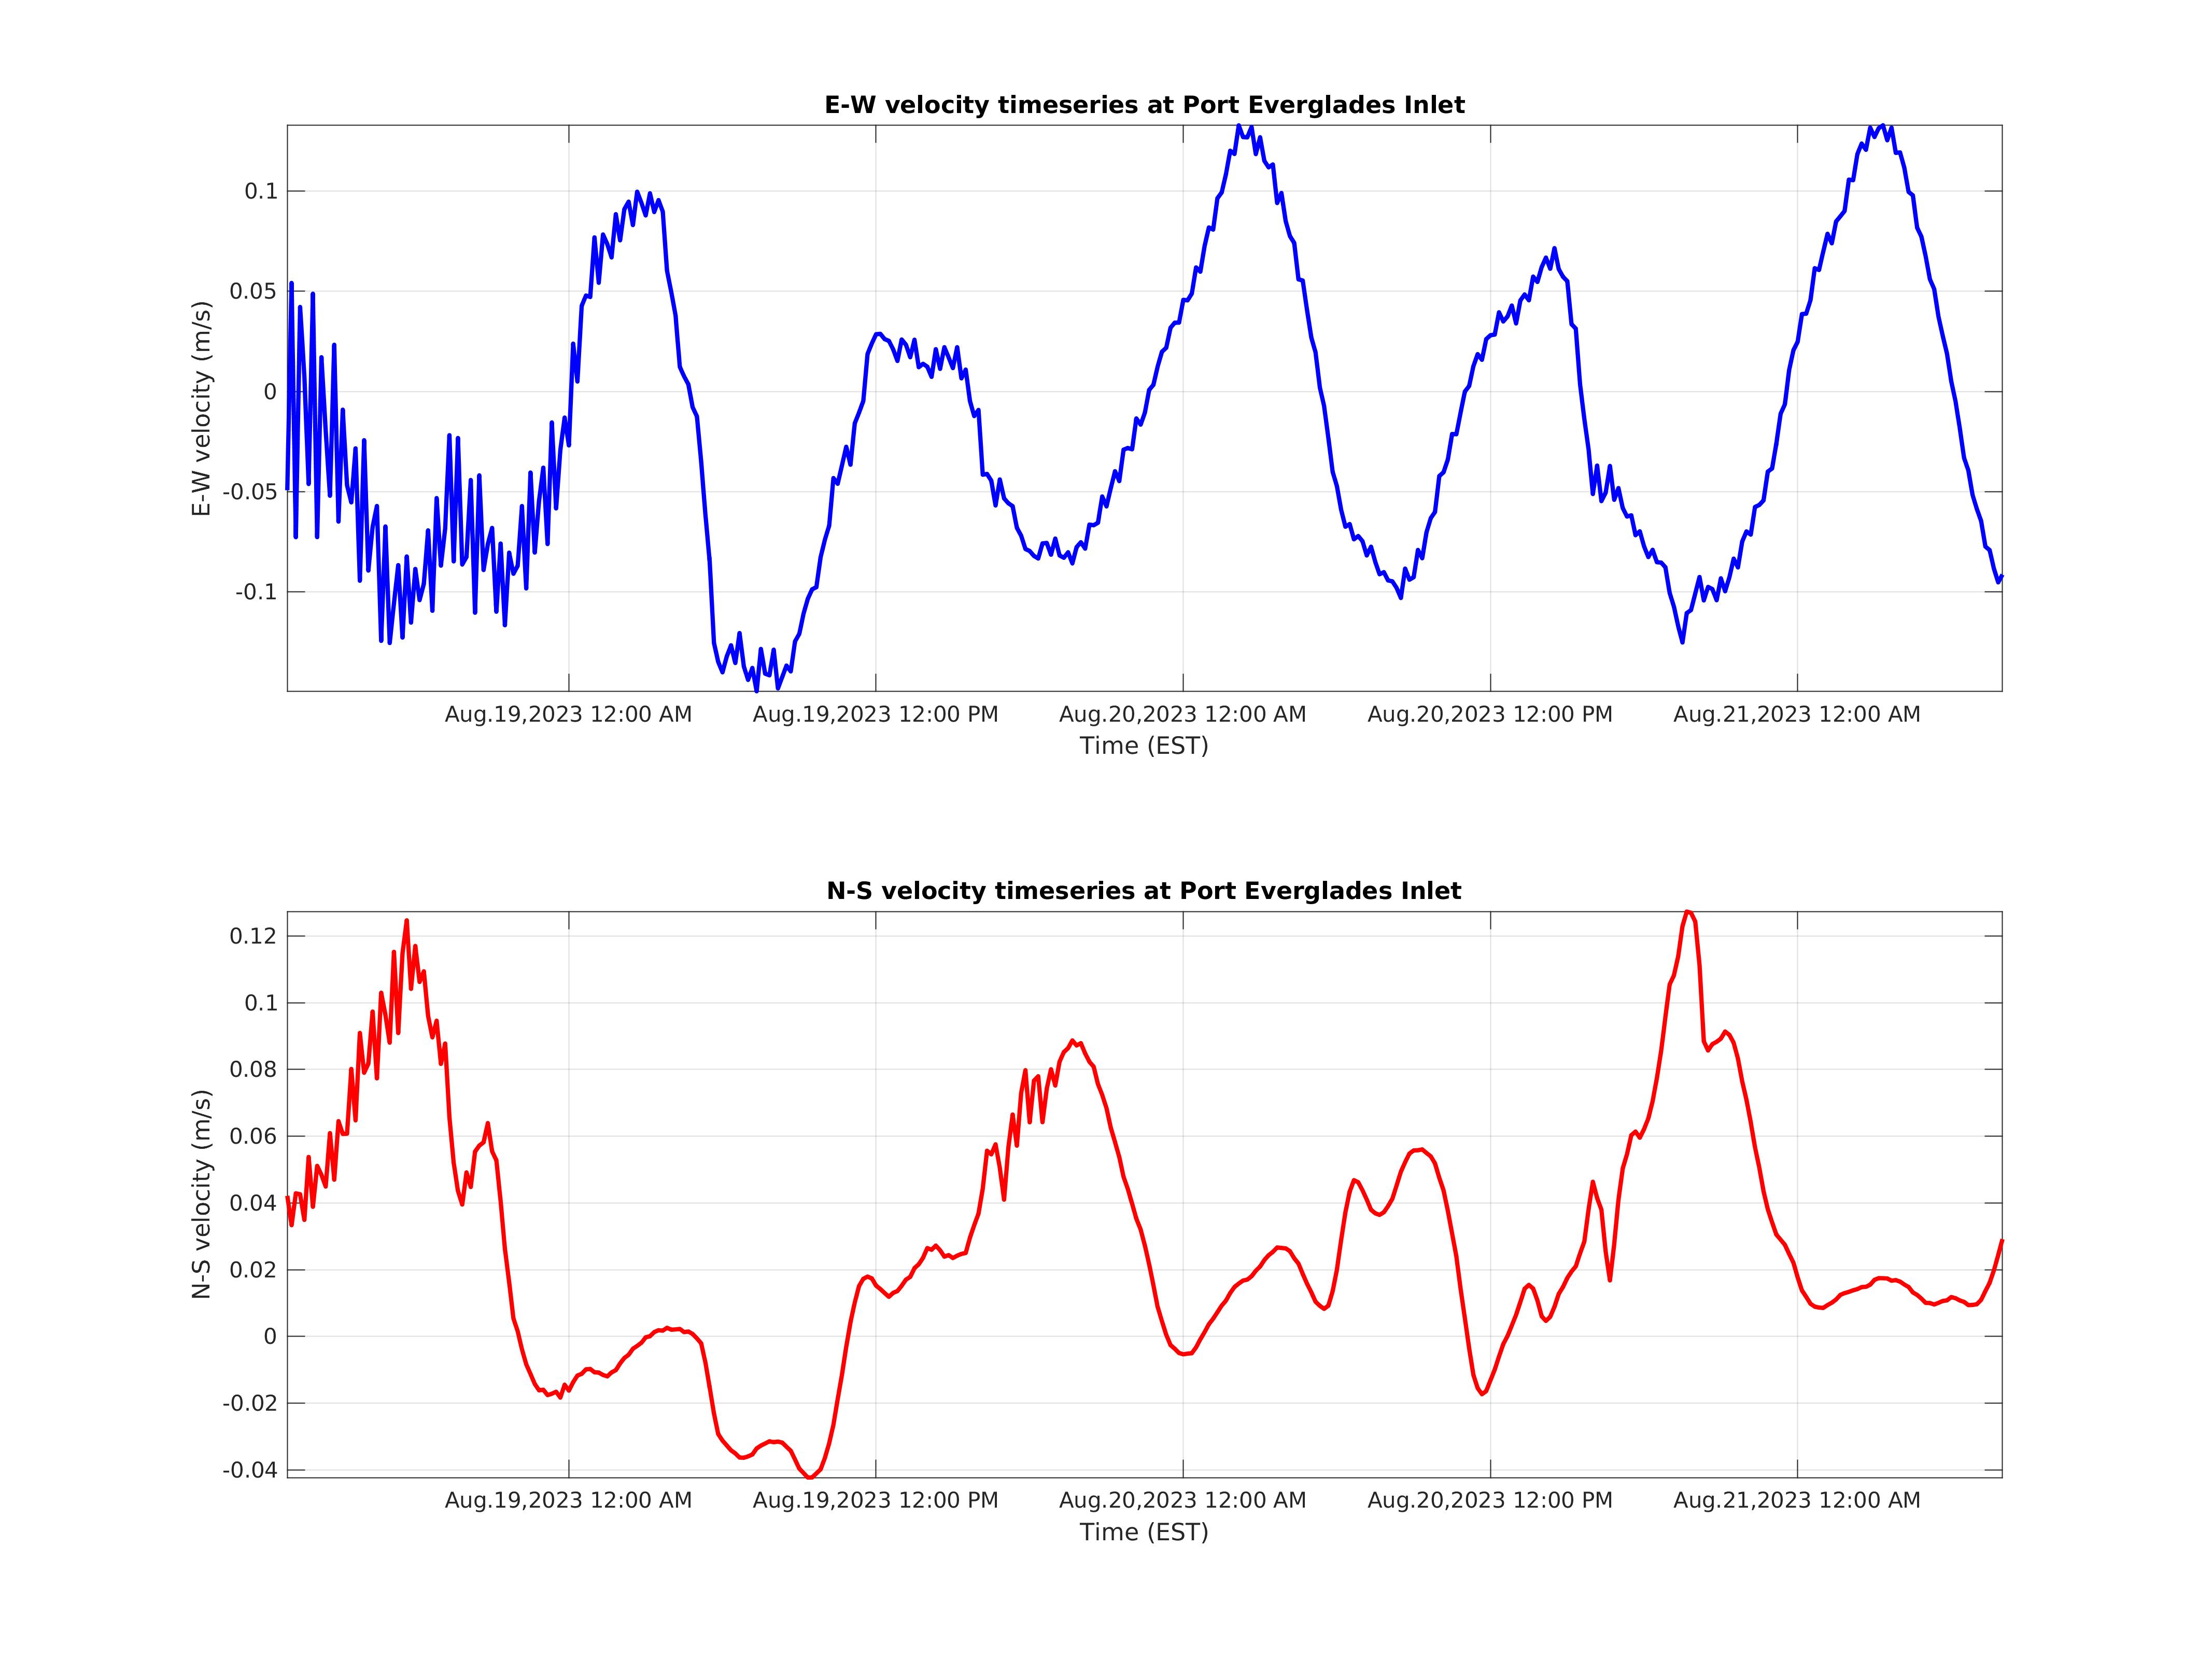 E-W velocity timeseries at Port Everglades Inlet
0.1
0.05
0
-0.05
-0.1
E-W velocity (m/s)
Aug.19,2023 12:00 AM Aug.19,2023 12:00 PM Aug.20,2023 12:00 AM Aug.20,2023 12:00 PM Aug.21,2023 12:00 AM
Time (EST)
N-S velocity timeseries at Port Everglades Inlet
0.12
0.1
0.08
0.06
0.04
0.02
0
-0.02
-0.04
N-S velocity (m/s)
Aug.19,2023 12:00 AM Aug.19,2023 12:00 PM Aug.20,2023 12:00 AM Aug.20,2023 12:00 PM Aug.21,2023 12:00 AM
Time (EST)